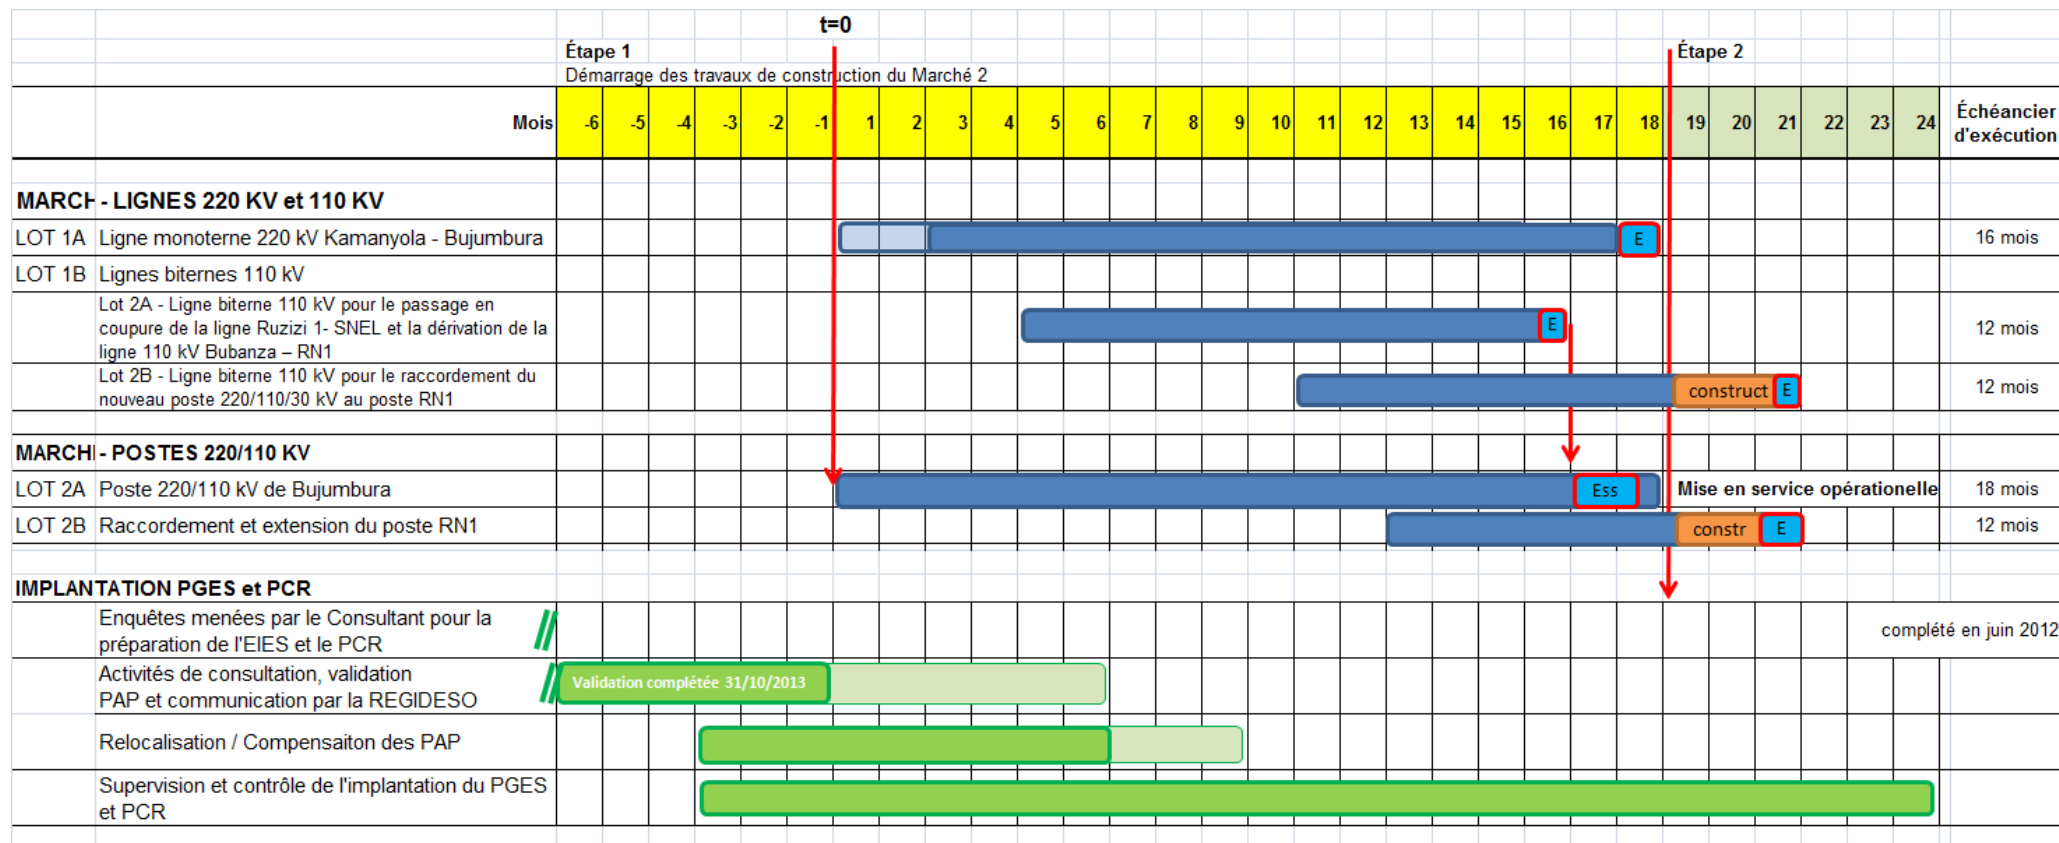 t=0
Étape 1
Étape 2
Démarrage des travaux de construction du Marché 2
Mois -6 -5 -4 -3 -2 -1 1 2 3 4 5 6 7 8 9 10 11 12 13 14 15 16 17 18 19 20 21 22 23 24
Échéancier
d'exécution
MARCH - LIGNES 220 KV et 110 KV
LOT 1A Ligne monoterne 220 kV Kamanyola - Bujumbura E 16 mois
LOT 1B Lignes biternes 110 kV
Lot 2A - Ligne biterne 110 kV pour le passage en
coupure de la ligne Ruzizi 1- SNEL et la dérivation de la
ligne 110 kV Bubanza – RN1
E 12 mois
Lot 2B - Ligne biterne 110 kV pour le raccordement du
nouveau poste 220/110/30 kV au poste RN1
construct E 12 mois
MARCHI - POSTES 220/110 KV
LOT 2A Poste 220/110 kV de Bujumbura Ess Mise en service opérationelle 18 mois
LOT 2B Raccordement et extension du poste RN1 constr E 12 mois
IMPLANTATION PGES et PCR
Enquêtes menées par le Consultant pour la
préparation de l'EIES et le PCR
complété en juin 2012
Activités de consultation, validation
PAP et communication par la REGIDESO
Validation complétée 31/10/2013
Relocalisation / Compensaiton des PAP
Supervision et contrôle de l'implantation du PGES
et PCR